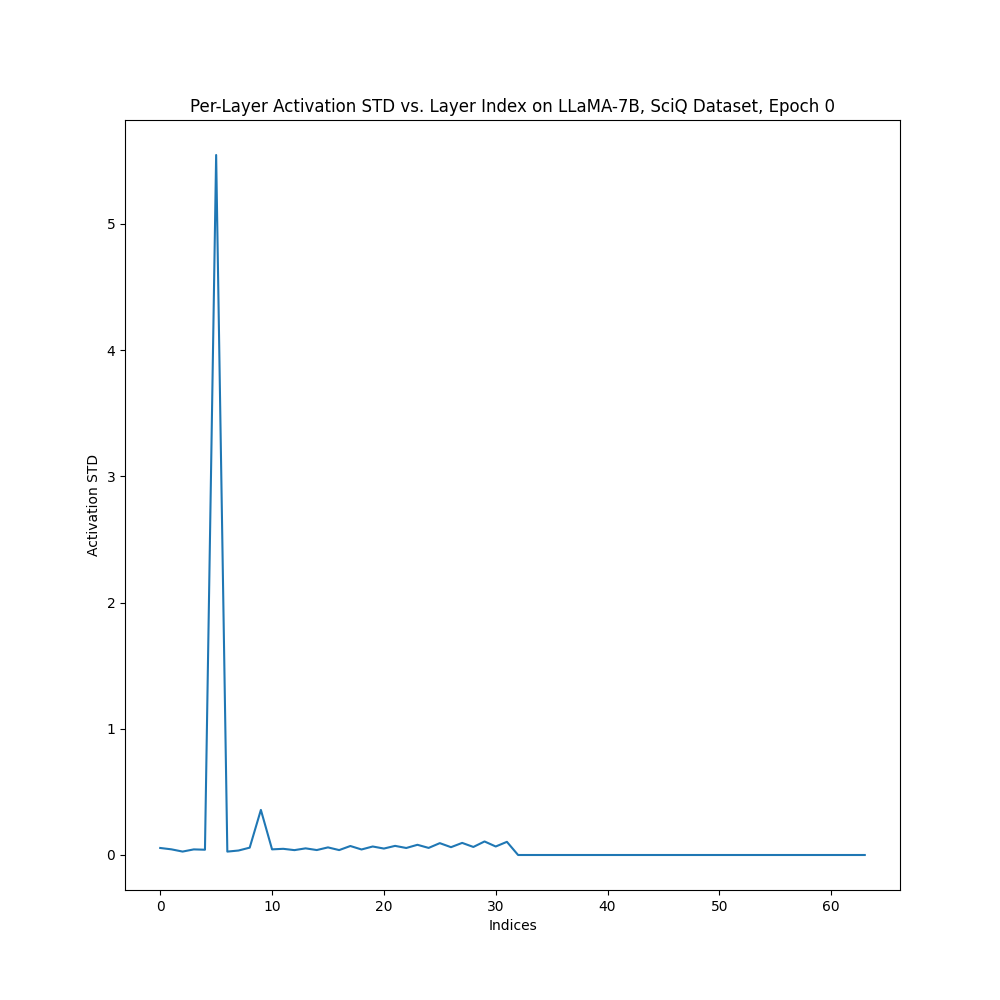 Per-Layer Activation STD vs. Layer Index on LLaMA-7B, SciQ Dataset, Epoch 0
5
4
3
2
1
0
Activation STD
0 10 20 30 40 50 60
Indices